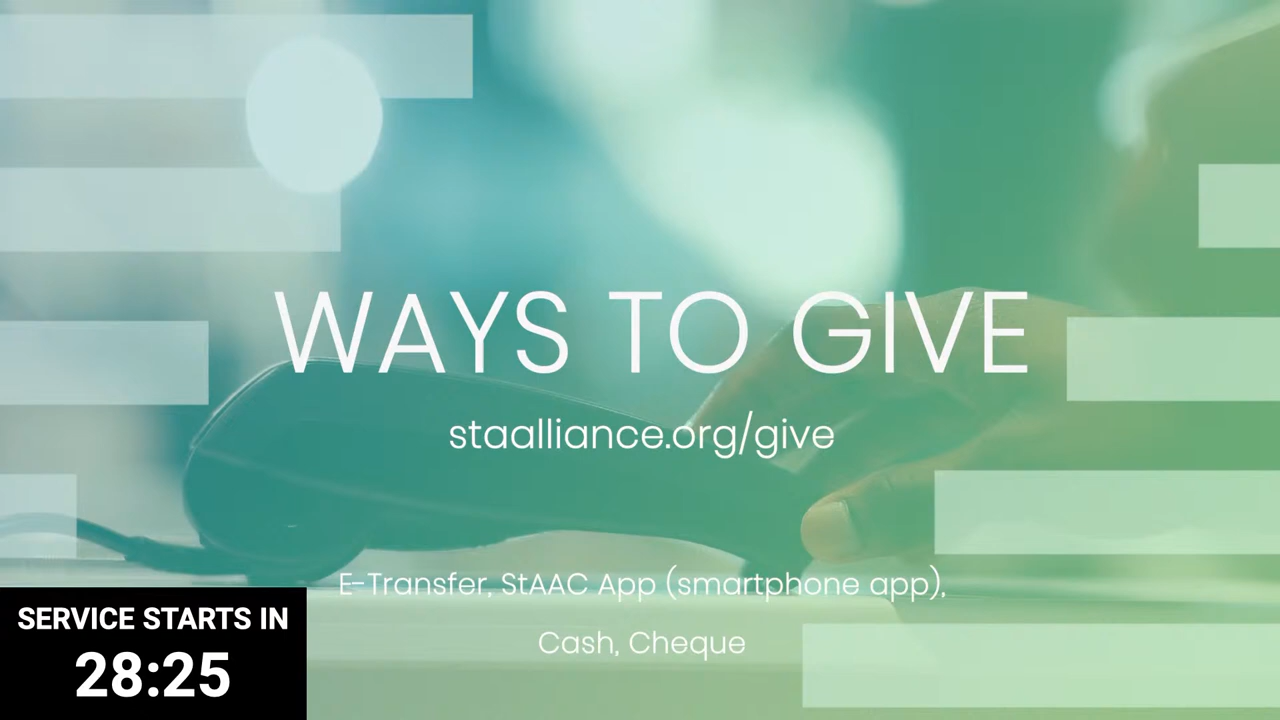 WAYS TO GIVE
staalliance.org/give
E-Transfer, StAAC App (smartphone app),
Cash, Cheque
SERVICE STARTS IN
28:25